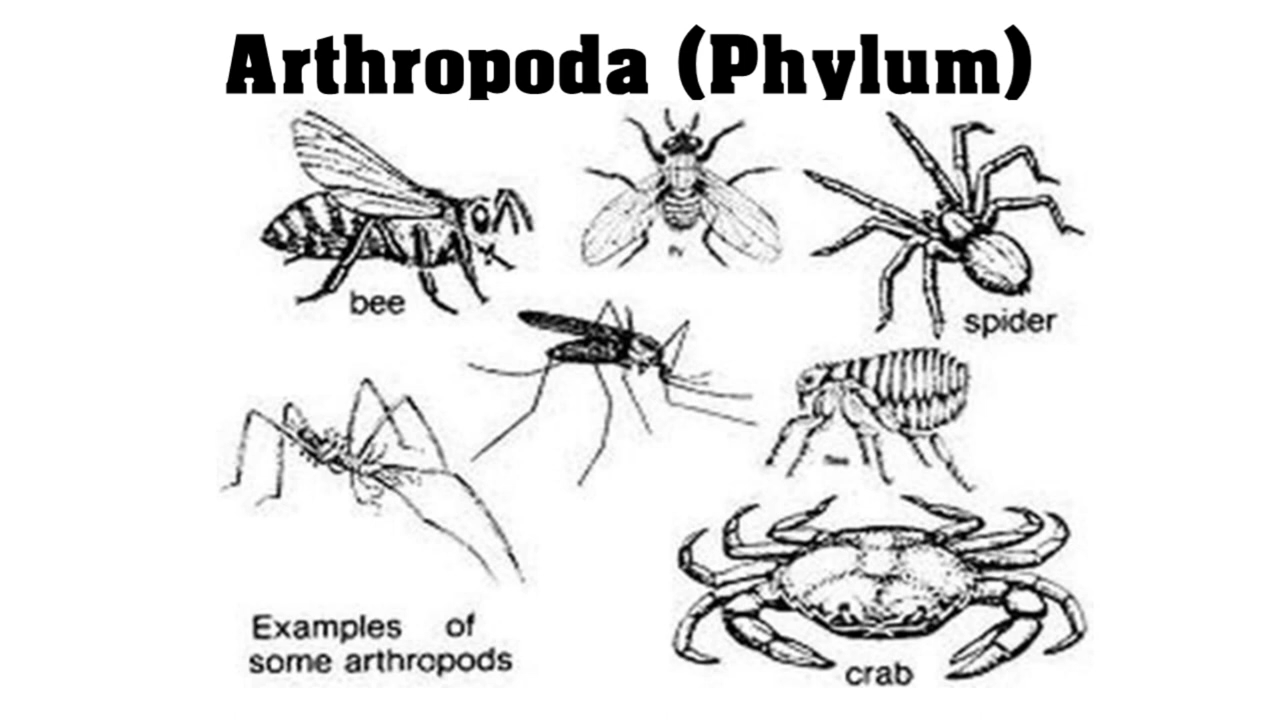 Arthropoda (Phylum)
bee
spider
Examples of
some arthropods
crab